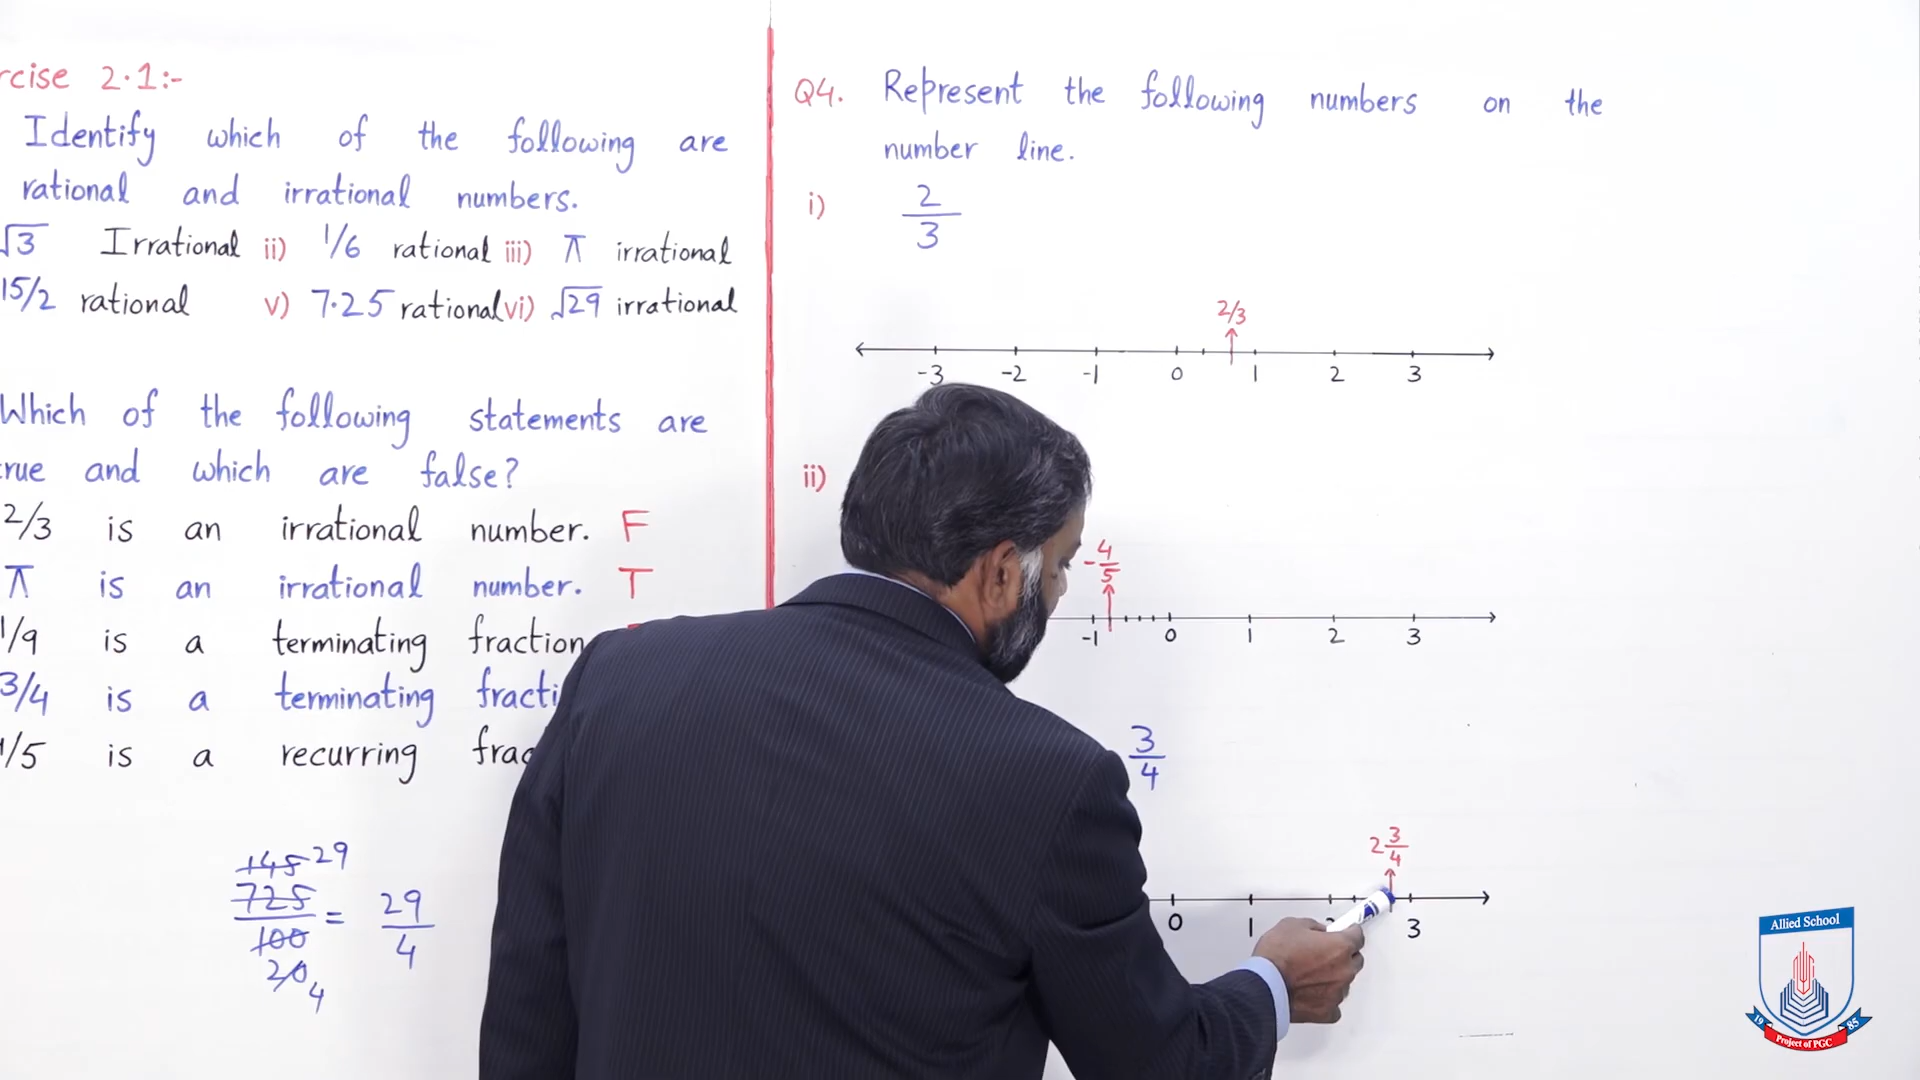 rcise 2.1:-
Identify which of the following are
rational and irrational numbers.
√3 Irrational ii) 1/6 rational iii) π irrational
15/2 rational v) 7.25 rational vi) √29 irrational
Which of the following statements are
rue and which are false?
2/3 is an irrational number. F
π is an irrational number. T
1/9 is a terminating fraction
3/4 is a terminating fracti
1/5 is a recurring frac
145 29
725
100
20 4
= 29/4
Q4. Represent the following numbers on the
number line.
i) 2/3
2/3
-3 -2 -1 0 1 2 3
ii)
-4/5
-1 0 1 2 3
3/4
2 3/4
0 1 2 3
Allied School
19 85
Project of PGC